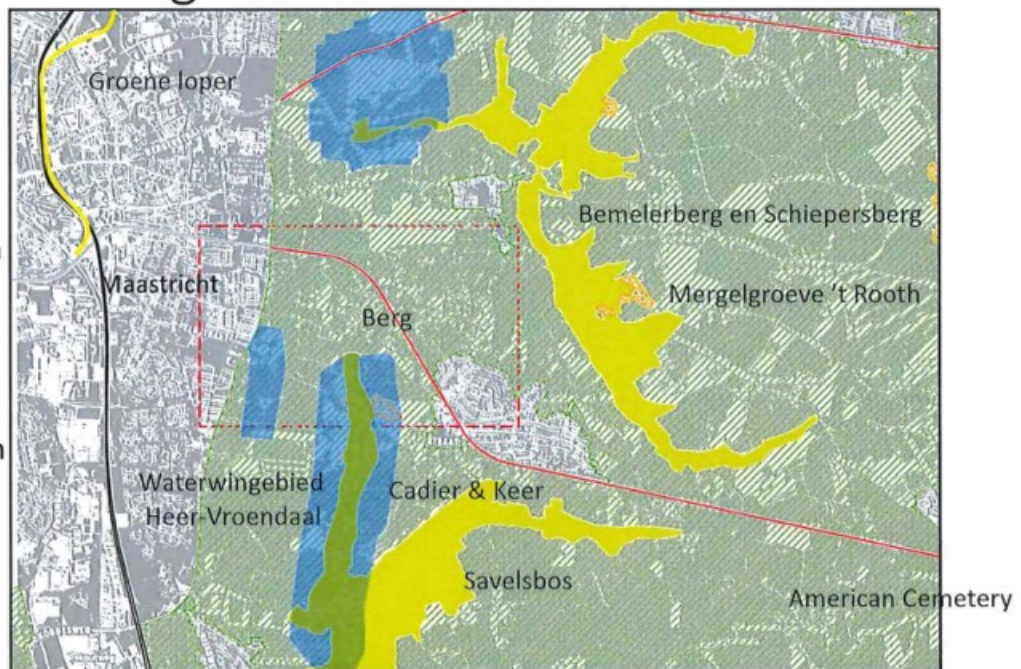 Groene loper
Bemelerberg en Schiepersberg
Maastricht
Mergelgroeve 't Rooth
Berg
Waterwingebied
Heer-Vroendaal
Cadier & Keer
Savelsbos
American Cemetery